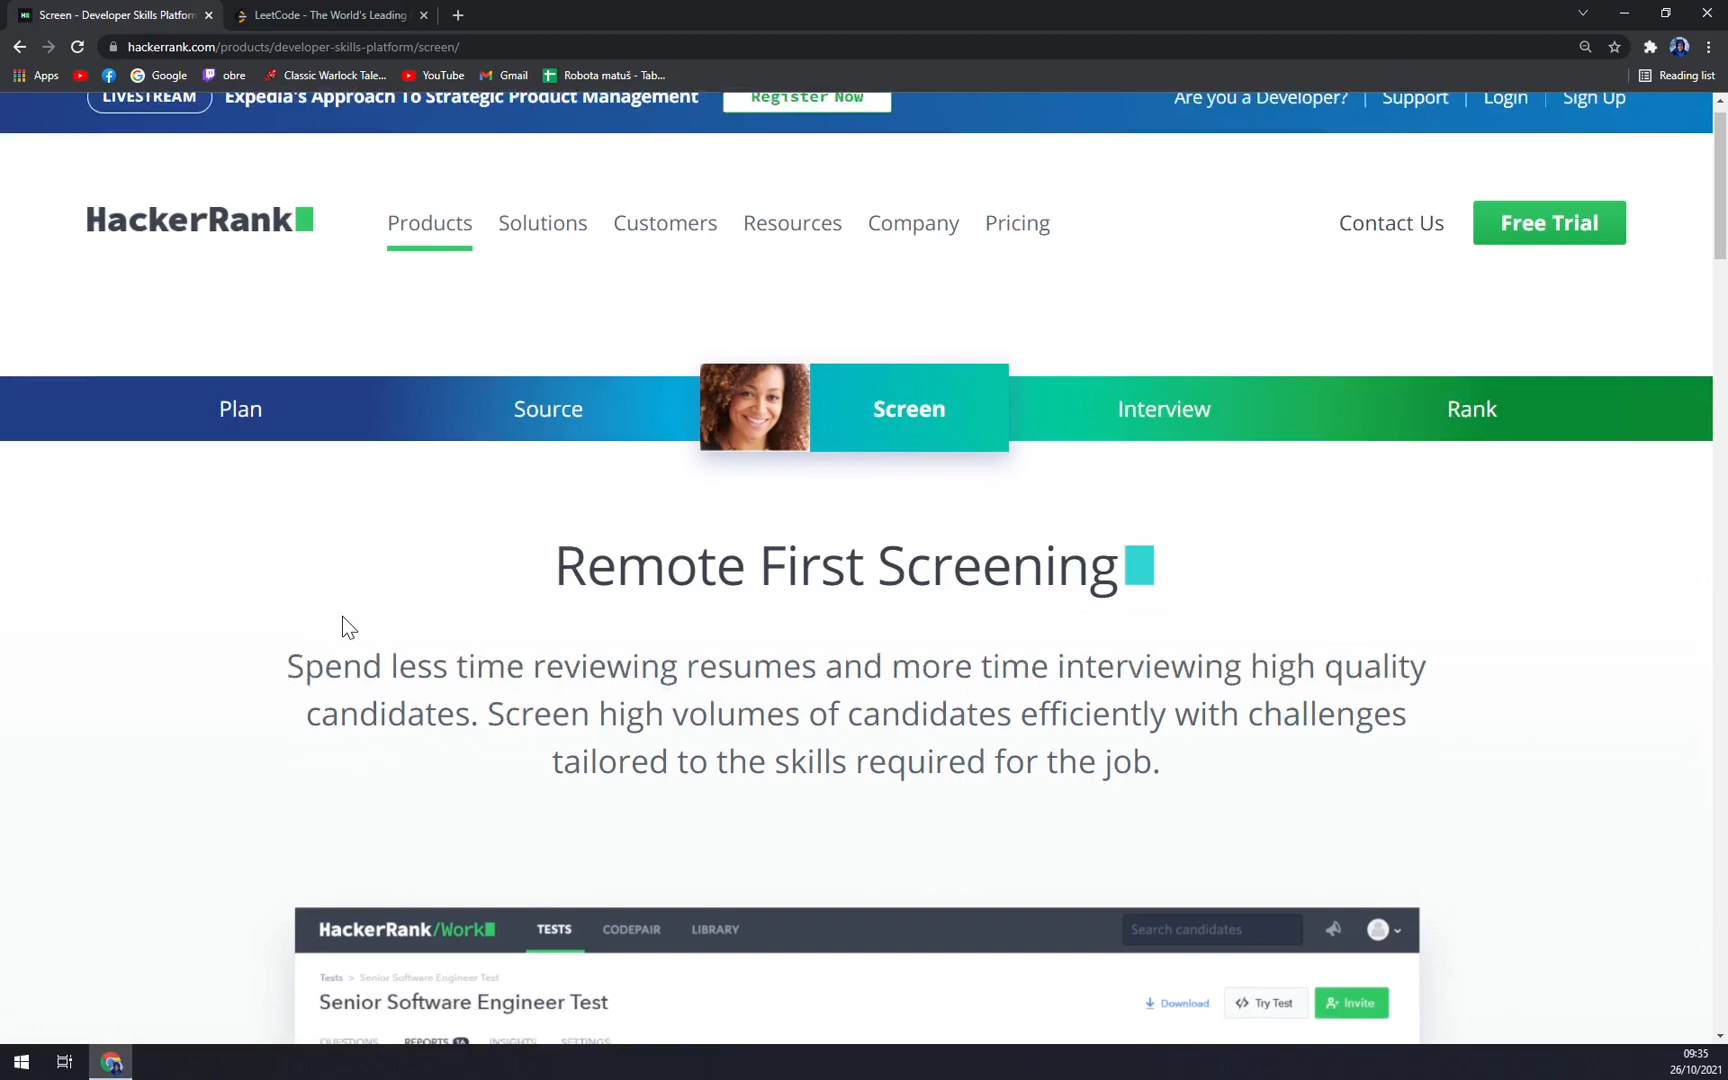 Screen - Developer Skills Platform
LeetCode - The World's Leading
hackerrank.com/products/developer-skills-platform/screen/
Apps
Google
obre
Classic Warlock Tale...
YouTube
Gmail
Robota matuš - Tab...
Reading list
LIVESTREAM
Expedia's Approach To Strategic Product Management
Register Now
Are you a Developer?
Support
Login
Sign Up
HackerRank
Products
Solutions
Customers
Resources
Company
Pricing
Contact Us
Free Trial
Plan
Source
Screen
Interview
Rank
Remote First Screening
Spend less time reviewing resumes and more time interviewing high quality
candidates. Screen high volumes of candidates efficiently with challenges
tailored to the skills required for the job.
HackerRank/Work
TESTS
CODEPAIR
LIBRARY
Search candidates
Tests > Senior Software Engineer Test
Senior Software Engineer Test
Download
Try Test
Invite
QUESTIONS
REPORTS
INSIGHTS
SETTINGS
09:35
26/10/2021